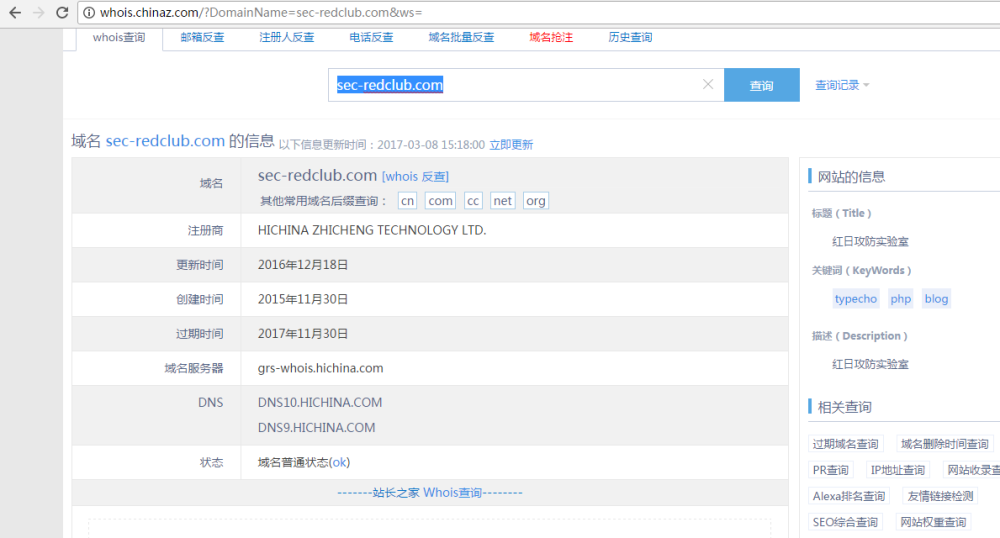 whois.chinaz.com/?DomainName=sec-redclub.com&ws=
whois查询 邮箱反查 注册人反查 电话反查 域名批量反查 域名抢注 历史查询
sec-redclub.com 查询 查询记录
域名 sec-redclub.com 的信息 以下信息更新时间：2017-03-08 15:18:00 立即更新
域名 sec-redclub.com [whois 反查]
其他常用域名后缀查询： cn com cc net org
注册商 HICHINA ZHICHENG TECHNOLOGY LTD.
更新时间 2016年12月18日
创建时间 2015年11月30日
过期时间 2017年11月30日
域名服务器 grs-whois.hichina.com
DNS DNS10.HICHINA.COM
DNS9.HICHINA.COM
状态 域名普通状态(ok)
-------站长之家 Whois查询--------
网站的信息
标题（Title）
红日攻防实验室
关键词（KeyWords）
typecho php blog
描述（Description）
红日攻防实验室
相关查询
过期域名查询 域名删除时间查询
PR查询 IP地址查询 网站收录查
Alexa排名查询 友情链接检测
SEO综合查询 网站权重查询